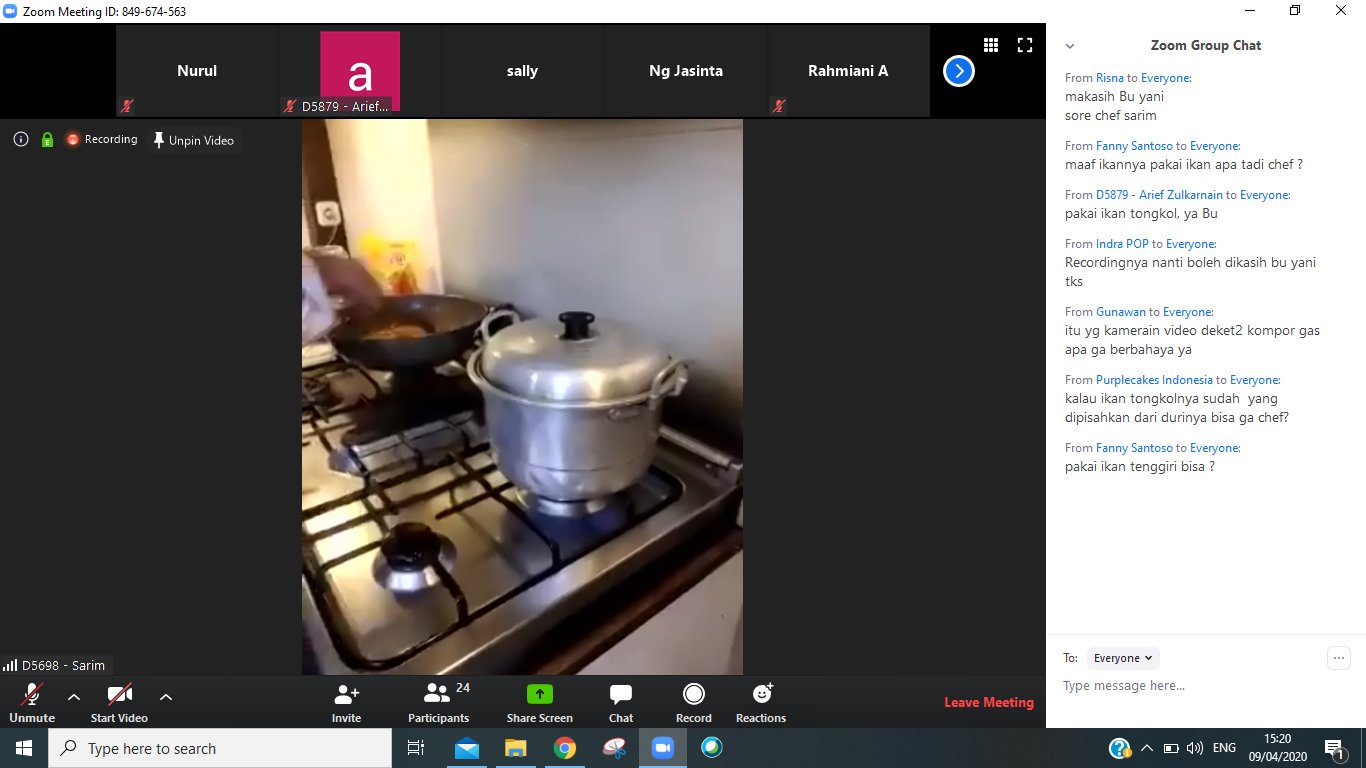 Zoom Meeting ID: 849-674-563
Nurul
a
D5879 - Arief...
sally
Ng Jasinta
Rahmiani A
Recording
Unpin Video
D5698 - Sarim
Zoom Group Chat
From Risna to Everyone:
makasih Bu yani
sore chef sarim
From Fanny Santoso to Everyone:
maaf ikannya pakai ikan apa tadi chef ?
From D5879 - Arief Zulkarnain to Everyone:
pakai ikan tongkol, ya Bu
From Indra POP to Everyone:
Recordingnya nanti boleh dikasih bu yani
tks
From Gunawan to Everyone:
itu yg kamerain video deket2 kompor gas
apa ga berbahaya ya
From Purplecakes Indonesia to Everyone:
kalau ikan tongkolnya sudah  yang
dipisahkan dari durinya bisa ga chef?
From Fanny Santoso to Everyone:
pakai ikan tenggiri bisa ?
To: Everyone
Type message here...
Unmute
Start Video
Invite
Participants 24
Share Screen
Chat
Record
Reactions
Leave Meeting
Type here to search
ENG
15:20
09/04/2020
1